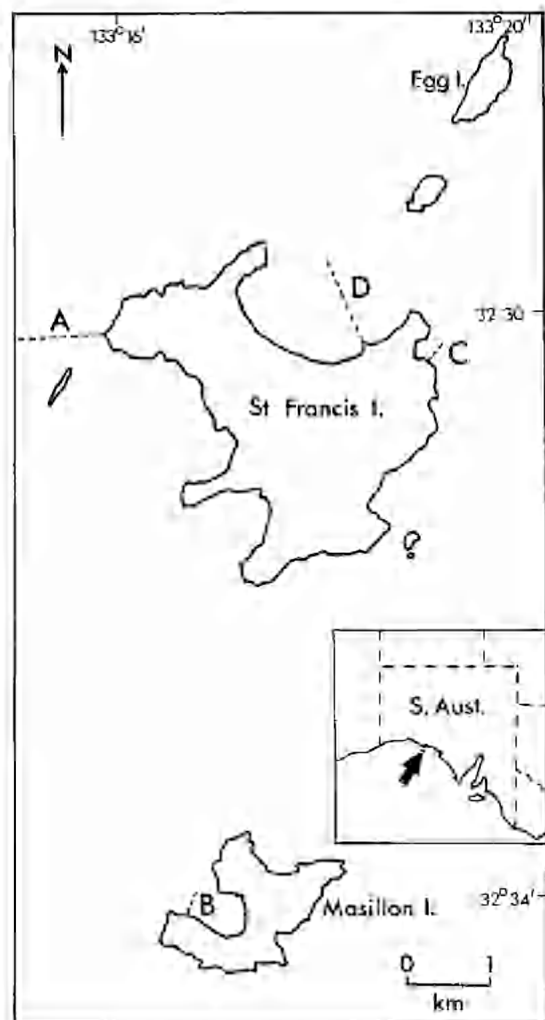 133°16'
133°20'
N
Egg I.
A
D
32 30
C
St Francis I.
S. Aust.
B
Masillon I.
32°34'
0 1
km